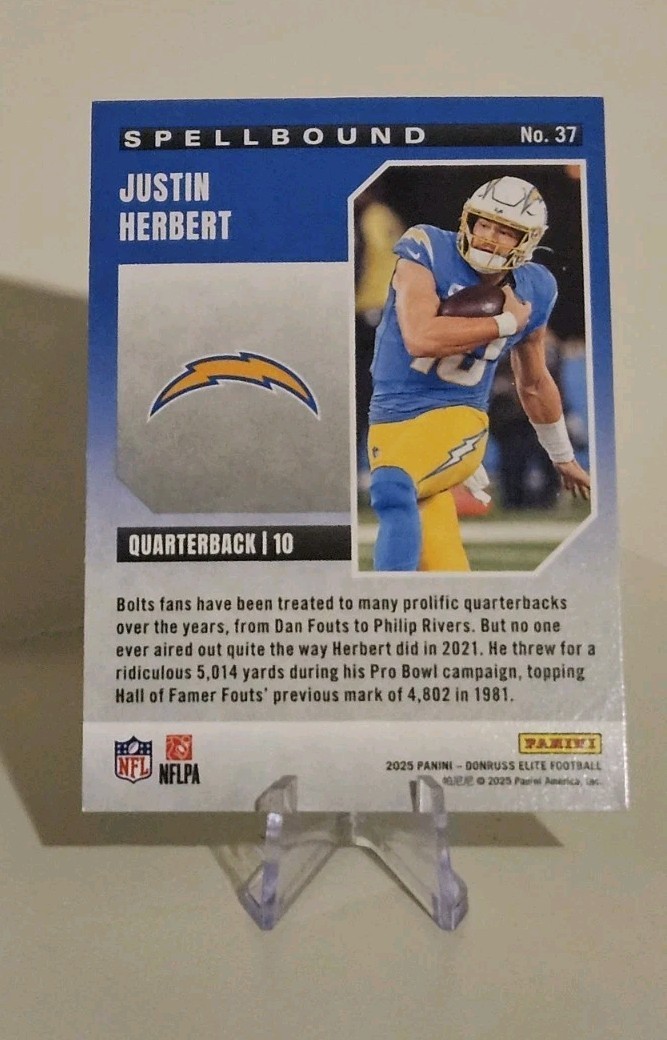 SPELLBOUND No. 37
JUSTIN
HERBERT
QUARTERBACK | 10
Bolts fans have been treated to many prolific quarterbacks
over the years, from Dan Fouts to Philip Rivers. But no one
ever aired out quite the way Herbert did in 2021. He threw for a
ridiculous 5,014 yards during his Pro Bowl campaign, topping
Hall of Famer Fouts' previous mark of 4,802 in 1981.
PANINI
NFL NFLPA
2025 PANINI – DONRUSS ELITE FOOTBALL
帕尼尼 © 2025 Panini America, Inc.